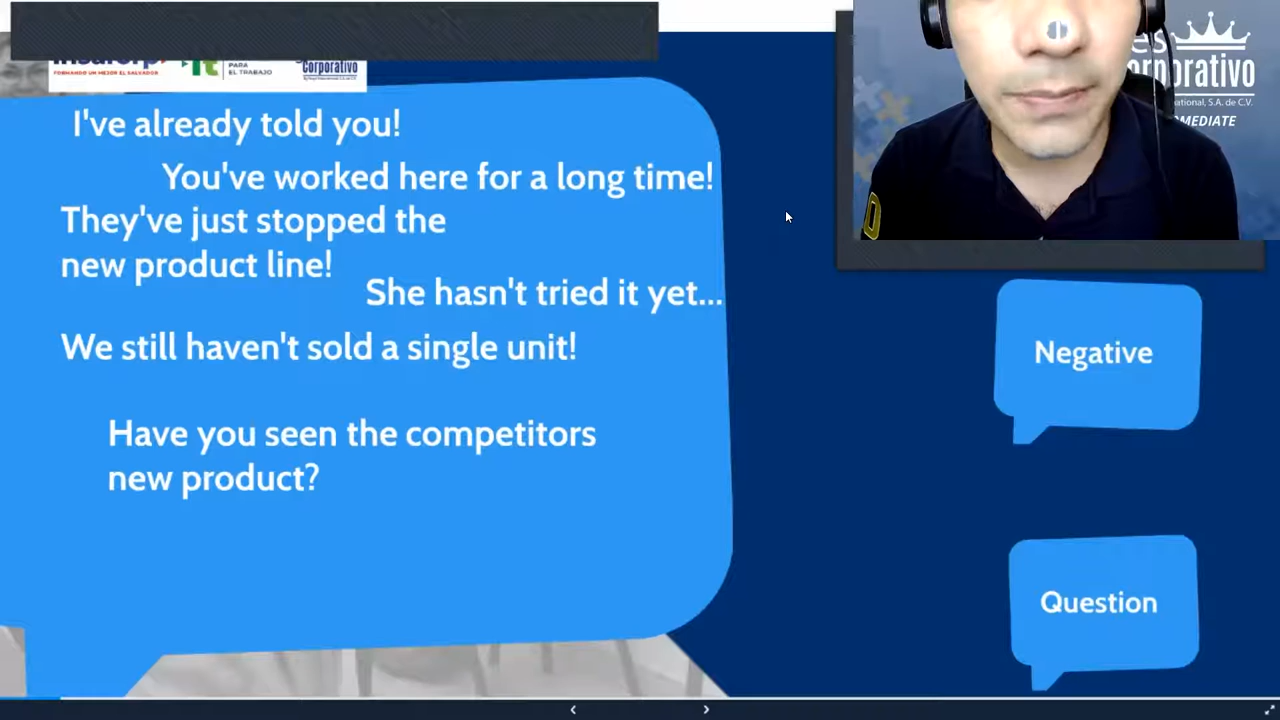 FORMANDO UN MEJOR EL SALVADOR
PARA
EL TRABAJO
Corporativo
I've already told you!
You've worked here for a long time!
They've just stopped the
new product line!
She hasn't tried it yet...
We still haven't sold a single unit!
Have you seen the competitors
new product?
Negative
Question